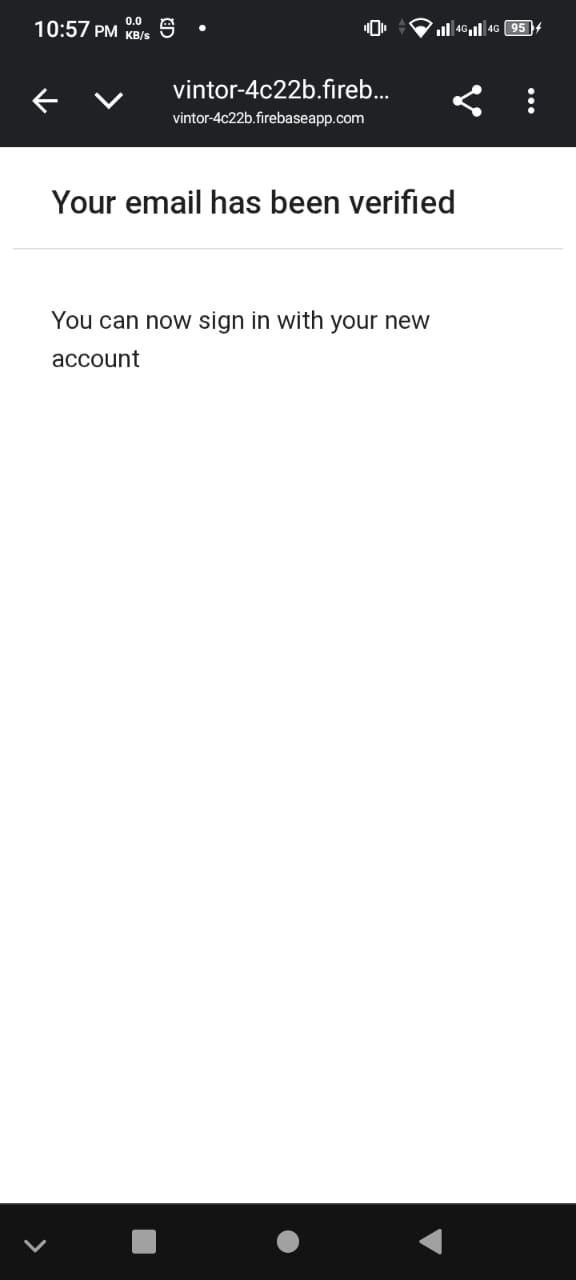 10:57 PM 0.0 KB/s
4G 4G 95
vintor-4c22b.fireb...
vintor-4c22b.firebaseapp.com
Your email has been verified
You can now sign in with your new
account